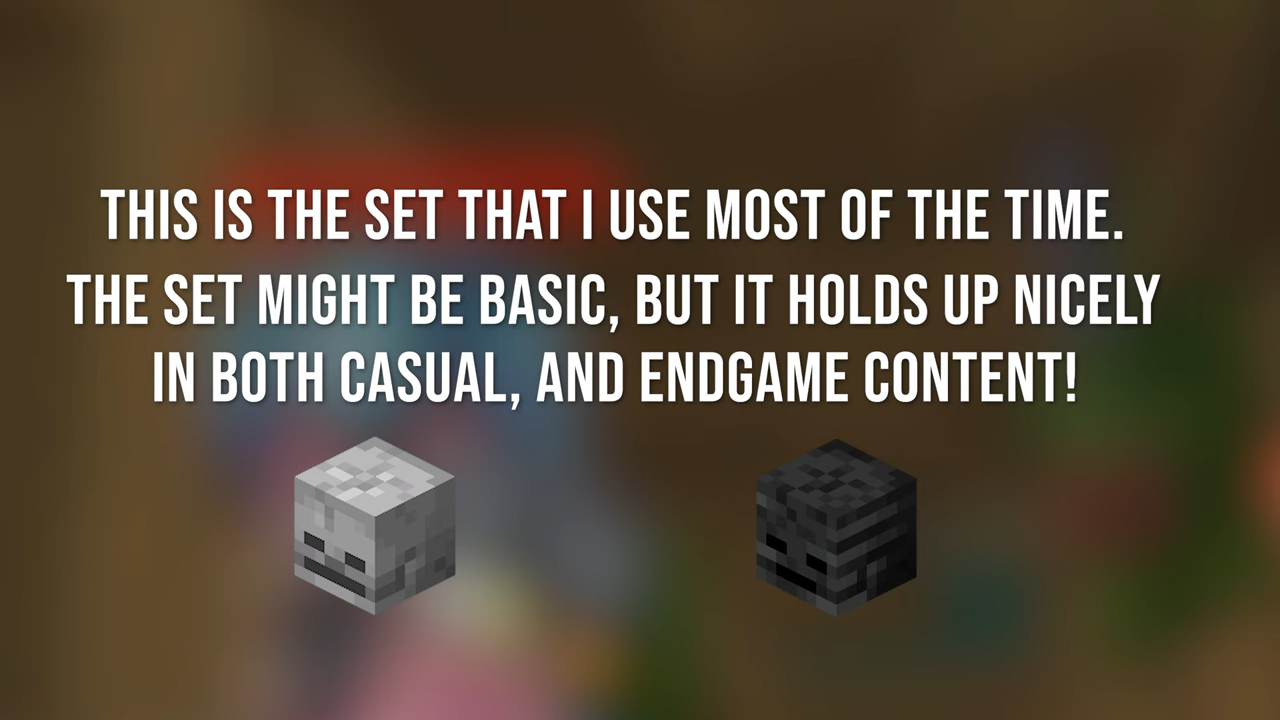 THIS IS THE SET THAT I USE MOST OF THE TIME.
THE SET MIGHT BE BASIC, BUT IT HOLDS UP NICELY
IN BOTH CASUAL, AND ENDGAME CONTENT!